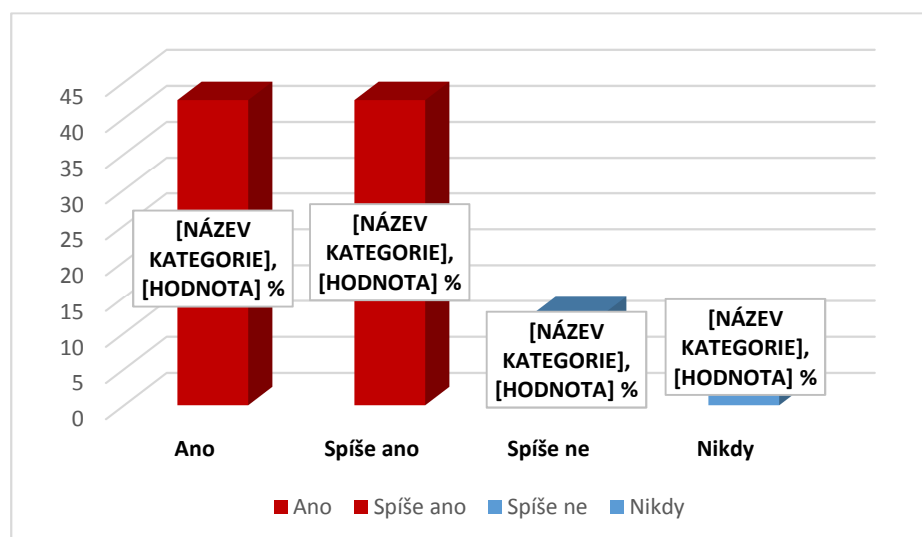 45
40
35
30
25
20
15
10
5
0
[NÁZEV
KATEGORIE],
[HODNOTA] %
[NÁZEV
KATEGORIE],
[HODNOTA] %
[NÁZEV
KATEGORIE],
[HODNOTA] %
[NÁZEV
KATEGORIE],
[HODNOTA] %
Ano Spíše ano Spíše ne Nikdy
Ano Spíše ano Spíše ne Nikdy